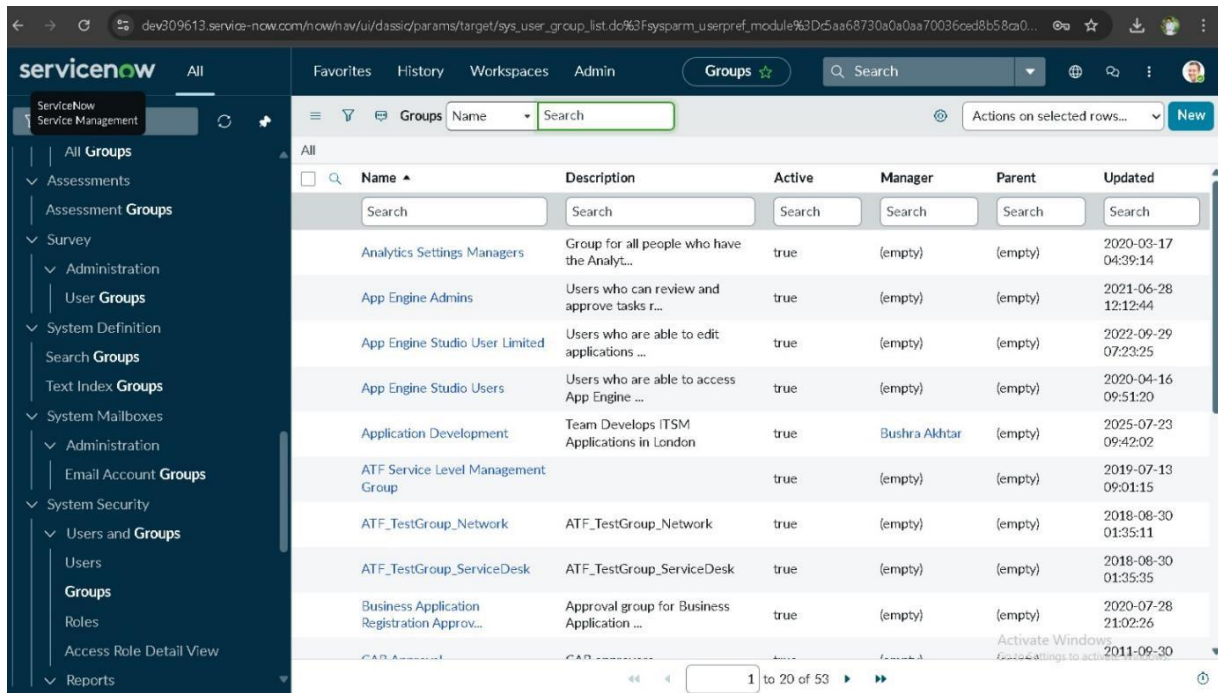 dev309613.service-now.com/now/nav/ui/classic/params/target/sys_user_group_list.do%3Fsysparm_userpref_module%3Dc5aa68730a0a0aa70036ced8b58ca0...
servicenow All Favorites History Workspaces Admin Groups Search
ServiceNow
Service Management
Groups Name Search Actions on selected rows... New
All Groups
Assessments
Assessment Groups
Survey
Administration
User Groups
System Definition
Search Groups
Text Index Groups
System Mailboxes
Administration
Email Account Groups
System Security
Users and Groups
Users
Groups
Roles
Access Role Detail View
Reports
All
Name Description Active Manager Parent Updated
Search Search Search Search Search Search
Analytics Settings Managers Group for all people who have the Analyt... true (empty) (empty) 2020-03-17 04:39:14
App Engine Admins Users who can review and approve tasks r... true (empty) (empty) 2021-06-28 12:12:44
App Engine Studio User Limited Users who are able to edit applications ... true (empty) (empty) 2022-09-29 07:23:25
App Engine Studio Users Users who are able to access App Engine ... true (empty) (empty) 2020-04-16 09:51:20
Application Development Team Develops ITSM Applications in London true Bushra Akhtar (empty) 2025-07-23 09:42:02
ATF Service Level Management Group true (empty) (empty) 2019-07-13 09:01:15
ATF_TestGroup_Network ATF_TestGroup_Network true (empty) (empty) 2018-08-30 01:35:11
ATF_TestGroup_ServiceDesk ATF_TestGroup_ServiceDesk true (empty) (empty) 2018-08-30 01:35:35
Business Application Registration Approv... Approval group for Business Application ... true (empty) (empty) 2020-07-28 21:02:26
2011-09-30
Activate Windows
Go to Settings to activate Windows.
1 to 20 of 53